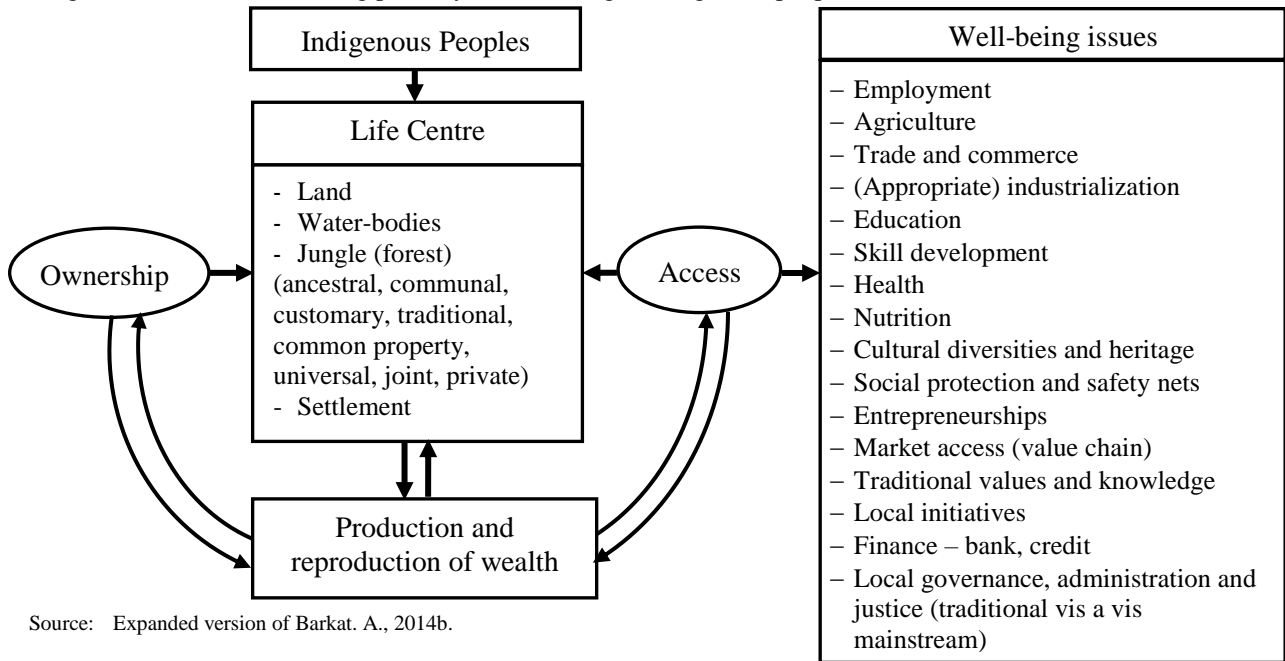 Indigenous Peoples
Life Centre
- Land
- Water-bodies
- Jungle (forest)
(ancestral, communal,
customary, traditional,
common property,
universal, joint, private)
- Settlement
Ownership
Access
Production and
reproduction of wealth
Well-being issues
– Employment
– Agriculture
– Trade and commerce
– (Appropriate) industrialization
– Education
– Skill development
– Health
– Nutrition
– Cultural diversities and heritage
– Social protection and safety nets
– Entrepreneurships
– Market access (value chain)
– Traditional values and knowledge
– Local initiatives
– Finance – bank, credit
– Local governance, administration and
justice (traditional vis a vis
mainstream)
Source: Expanded version of Barkat. A., 2014b.